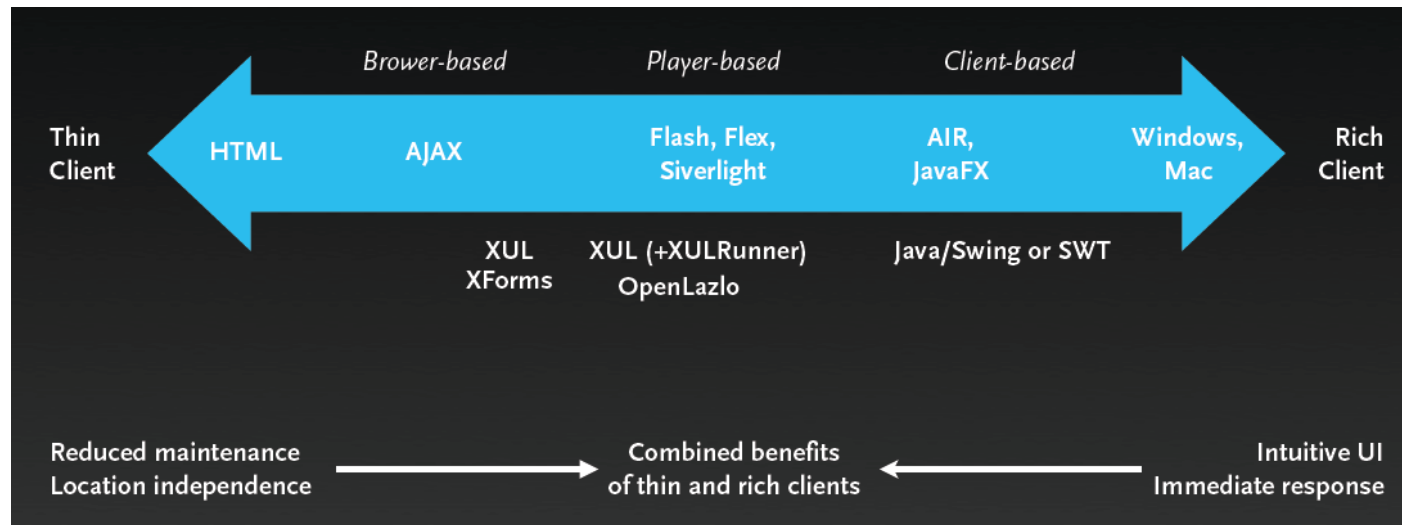 Brower-based Player-based Client-based
Thin
Client
HTML
AJAX
Flash, Flex,
Siverlight
AIR,
JavaFX
Windows,
Mac
Rich
Client
XUL
XForms
XUL (+XULRunner)
OpenLazlo
Java/Swing or SWT
Reduced maintenance
Location independence
Combined benefits
of thin and rich clients
Intuitive UI
Immediate response